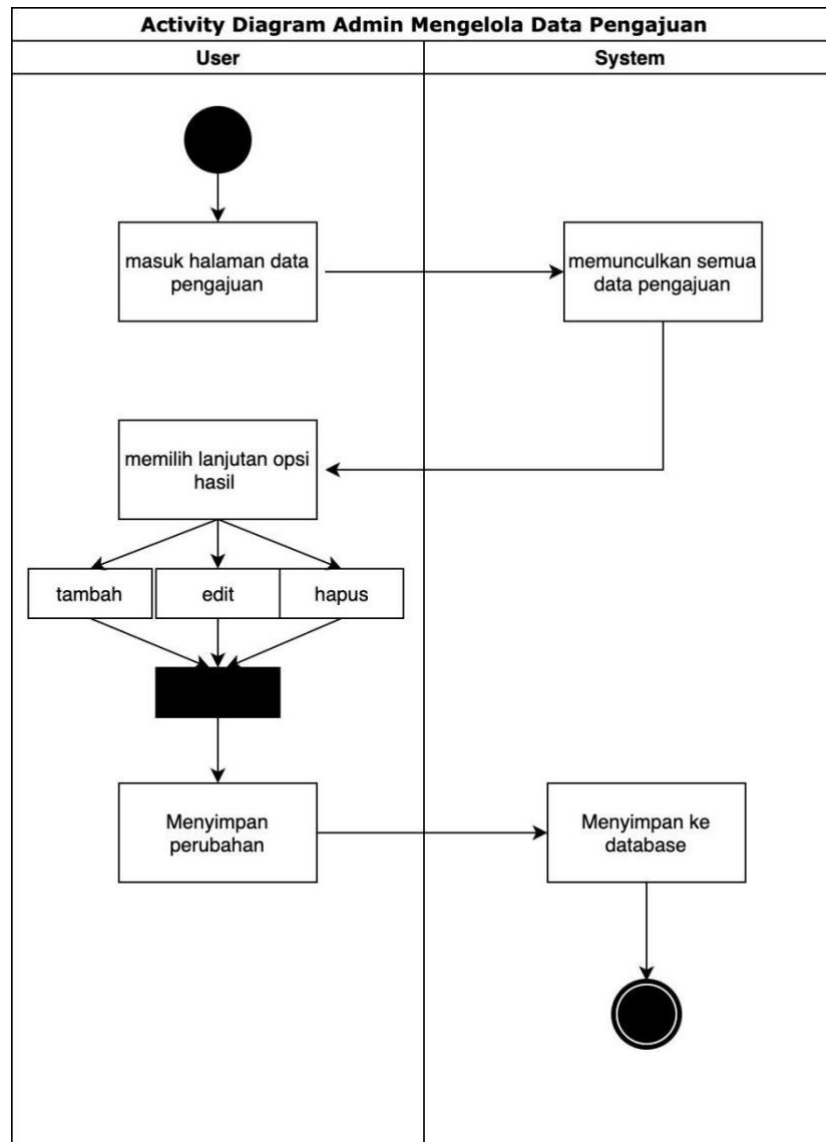 Activity Diagram Admin Mengelola Data Pengajuan
User
System
masuk halaman data
pengajuan
memunculkan semua
data pengajuan
memilih lanjutan opsi
hasil
tambah
edit
hapus
Menyimpan
perubahan
Menyimpan ke
database